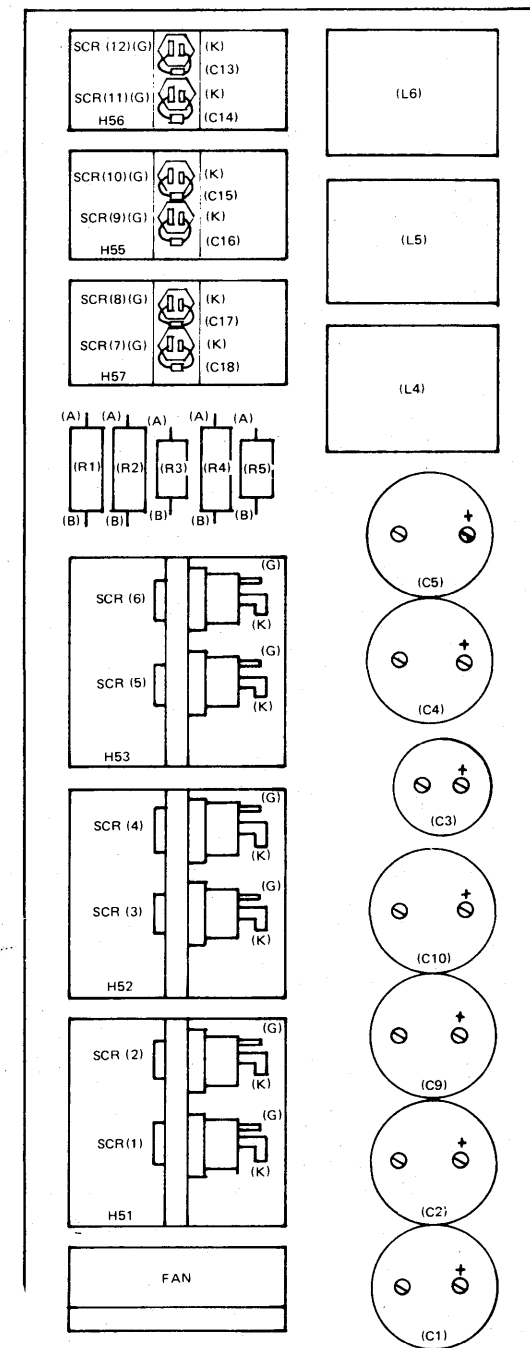 SCR (12)(G) (K)
(C13)
SCR(11)(G) (K)
H56 (C14)
(L6)
SCR(10)(G) (K)
(C15)
SCR(9)(G) (K)
(C16)
H55
(L5)
SCR(8)(G) (K)
(C17)
SCR(7)(G) (K)
(C18)
H57
(L4)
(A) (A) (A) (A) (A)
(R1) (R2) (R3) (R4) (R5)
(B) (B) (B) (B) (B)
(G)
SCR (6)
(K)
(G)
SCR (5)
(K)
H53
+
(C5)
+
(C4)
+
(C3)
(G)
SCR (4)
(K)
(G)
SCR (3)
(K)
H52
+
(C10)
+
(C9)
(G)
SCR (2)
(K)
(G)
SCR(1)
(K)
H51
+
(C2)
+
(C1)
FAN